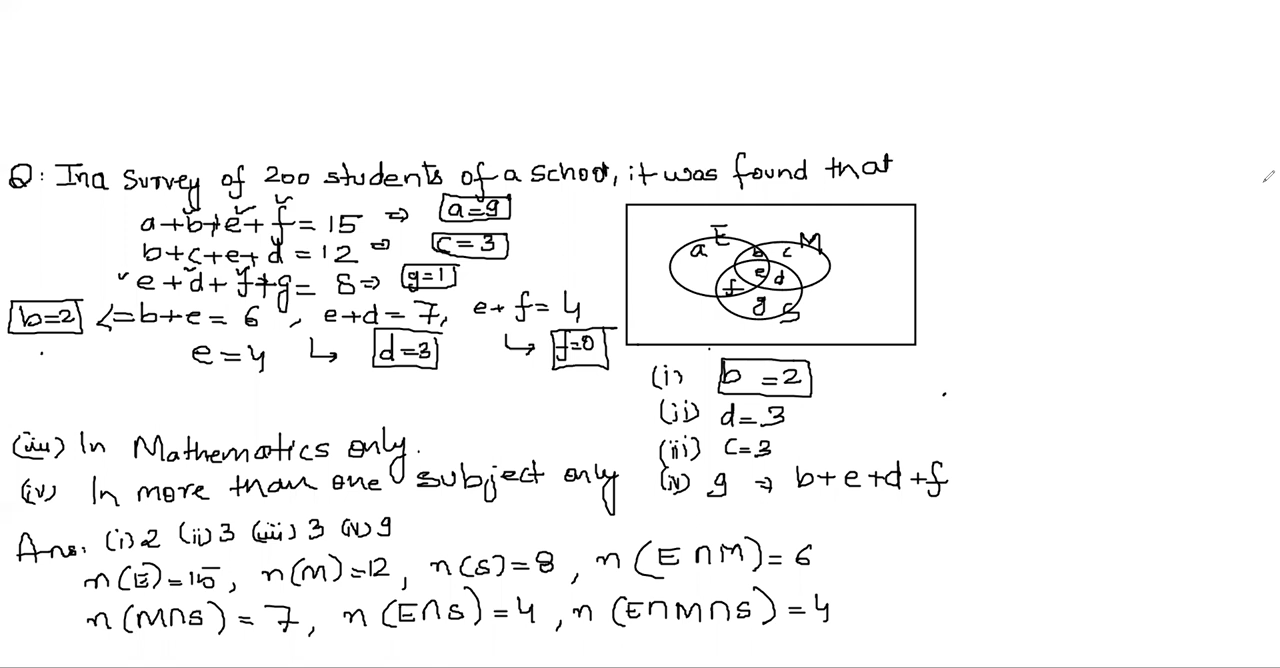 Q: In a survey of 200 students of a school, it was found that
a+b+e+f=15 ⇒ a=9
b+c+e+d=12 ⇒ c=3
e+d+f+g=8 ⇒ g=1
b=2 <=b+e=6, e+d=7, e+f=4
e=4 ↳ d=3 ↳ f=0
E M
a b c
e
f d
g S
(i) b=2
(ii) d=3
(iii) c=3
(iv) 9 ⇒ b+e+d+f
(iii) In Mathematics only.
(iv) In more than one subject only
Ans: (i) 2 (ii) 3 (iii) 3 (iv) 9
n(E)=15, n(M)=12, n(S)=8, n(E∩M)=6
n(M∩S)=7, n(E∩S)=4, n(E∩M∩S)=4